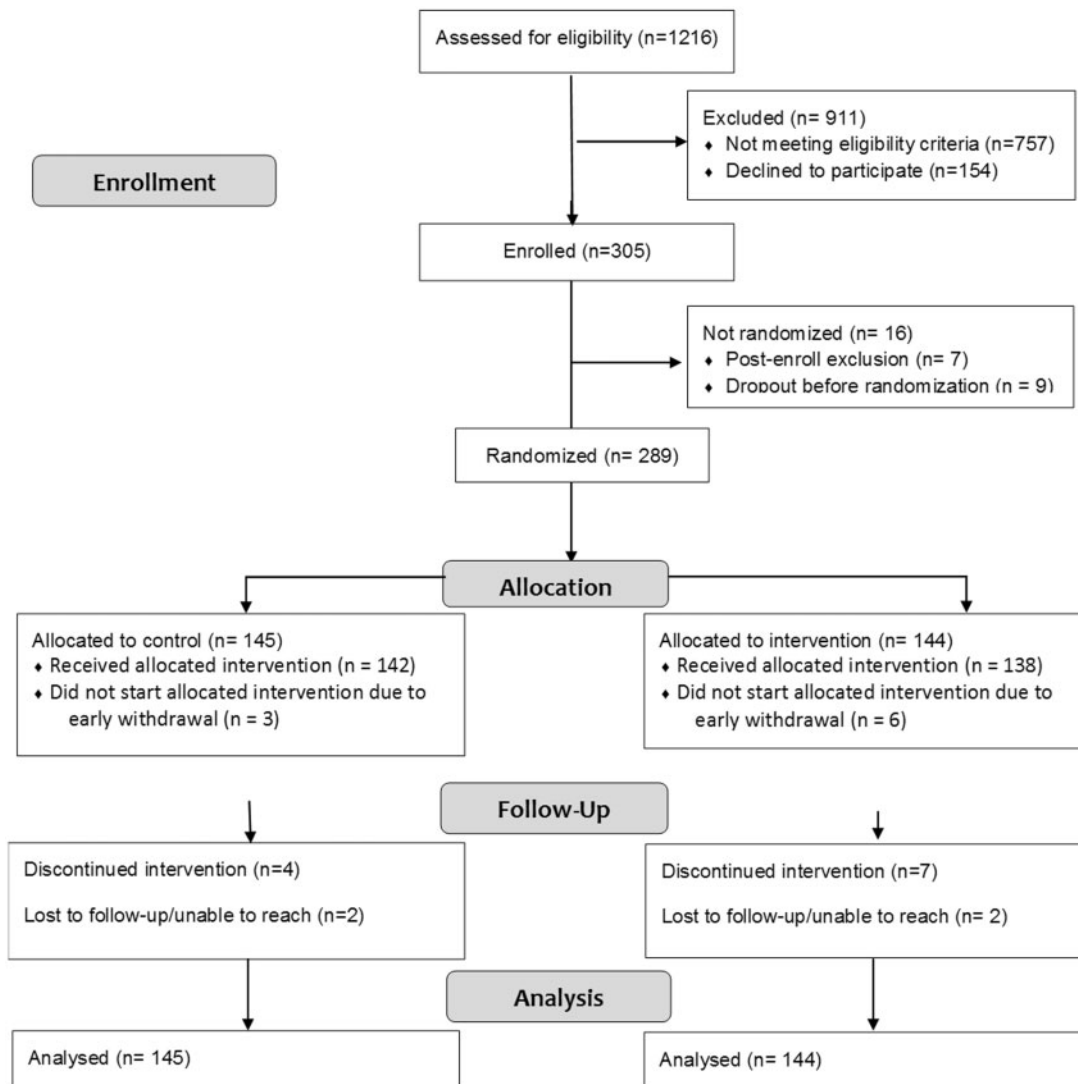 Assessed for eligibility (n=1216)
Excluded (n= 911)
♦ Not meeting eligibility criteria (n=757)
♦ Declined to participate (n=154)
Enrollment
Enrolled (n=305)
Not randomized (n= 16)
♦ Post-enroll exclusion (n= 7)
♦ Dropout before randomization (n = 9)
Randomized (n= 289)
Allocation
Allocated to control (n= 145)
♦ Received allocated intervention (n = 142)
♦ Did not start allocated intervention due to
early withdrawal (n = 3)
Allocated to intervention (n= 144)
♦ Received allocated intervention (n = 138)
♦ Did not start allocated intervention due to
early withdrawal (n = 6)
Follow-Up
Discontinued intervention (n=4)
Lost to follow-up/unable to reach (n=2)
Discontinued intervention (n=7)
Lost to follow-up/unable to reach (n= 2)
Analysis
Analysed (n= 145)
Analysed (n= 144)